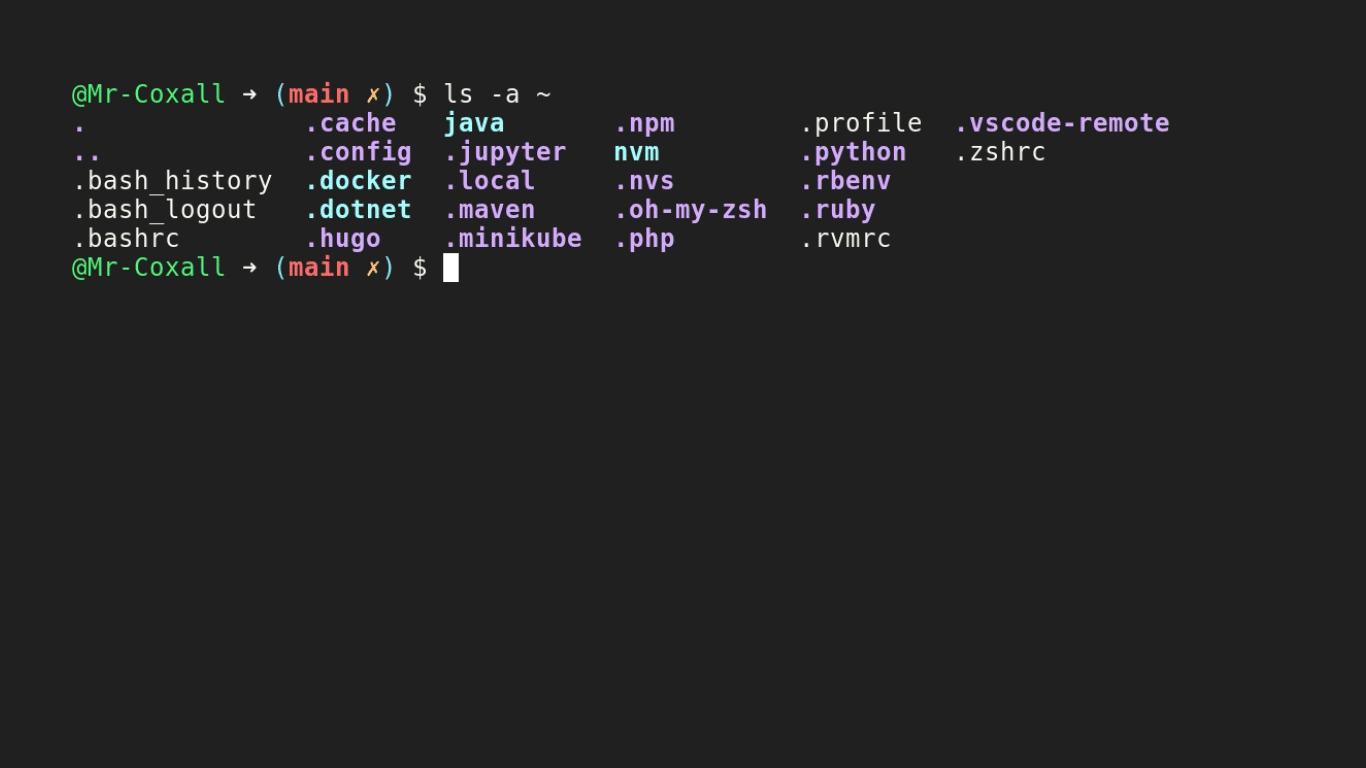 @Mr-Coxall ➜ (main ✗) $ ls -a ~
.              .cache   java       .npm        .profile  .vscode-remote
..             .config  .jupyter   nvm         .python   .zshrc
.bash_history  .docker  .local     .nvs        .rbenv
.bash_logout   .dotnet  .maven     .oh-my-zsh  .ruby
.bashrc        .hugo    .minikube  .php        .rvmrc
@Mr-Coxall ➜ (main ✗) $